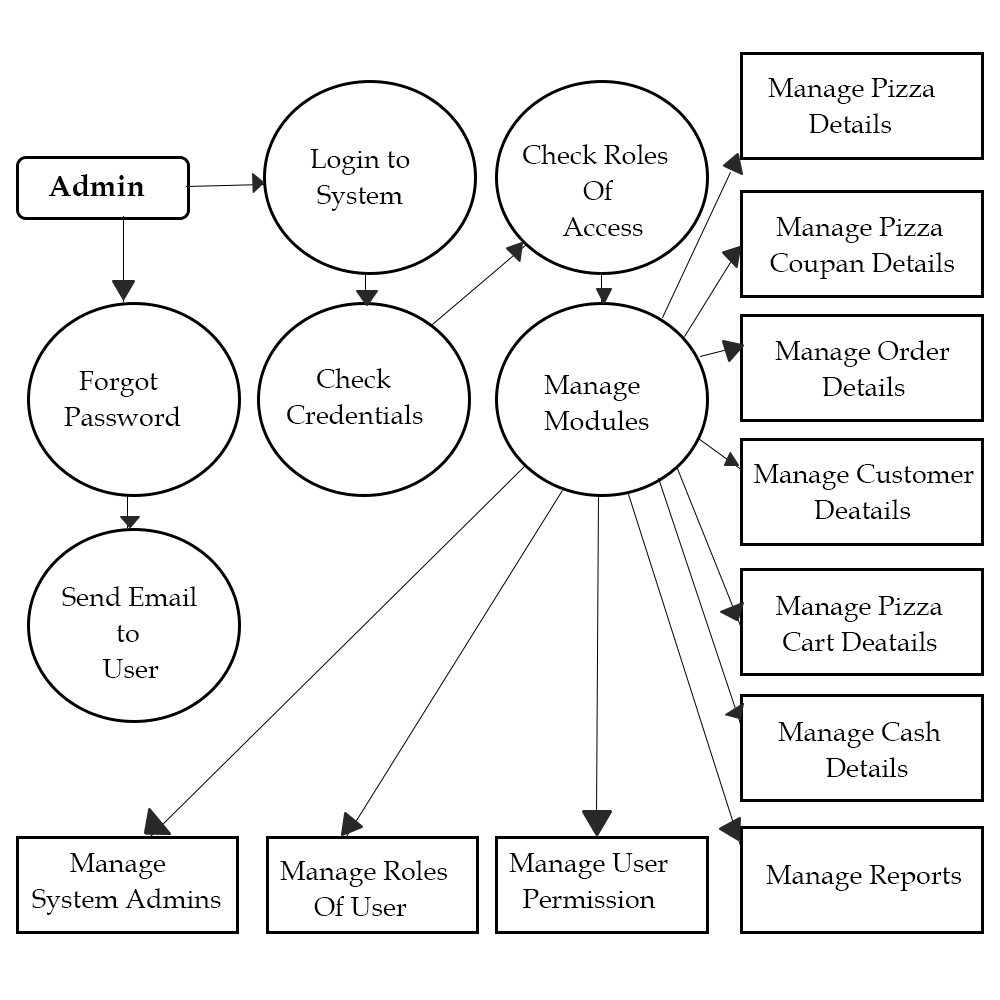 Admin
Login to
System
Check Roles
Of
Access
Manage Pizza
Details
Manage Pizza
Coupan Details
Forgot
Password
Check
Credentials
Manage
Modules
Manage Order
Details
Manage Customer
Deatails
Send Email
to
User
Manage Pizza
Cart Deatails
Manage Cash
Details
Manage
System Admins
Manage Roles
Of User
Manage User
Permission
Manage Reports